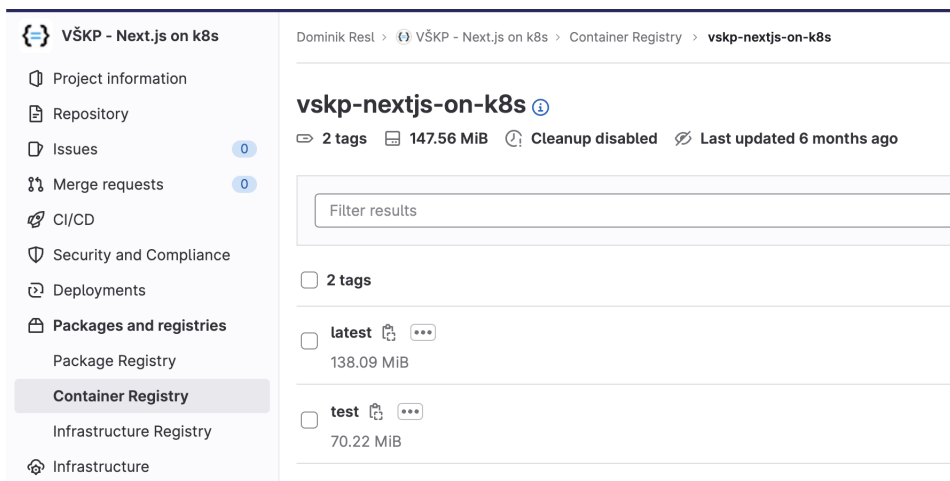 VŠKP - Next.js on k8s
Project information
Repository
Issues 0
Merge requests 0
CI/CD
Security and Compliance
Deployments
Packages and registries
Package Registry
Container Registry
Infrastructure Registry
Infrastructure
Dominik Resl > VŠKP - Next.js on k8s > Container Registry > vskp-nextjs-on-k8s
vskp-nextjs-on-k8s
2 tags 147.56 MiB Cleanup disabled Last updated 6 months ago
Filter results
2 tags
latest
138.09 MiB
test
70.22 MiB